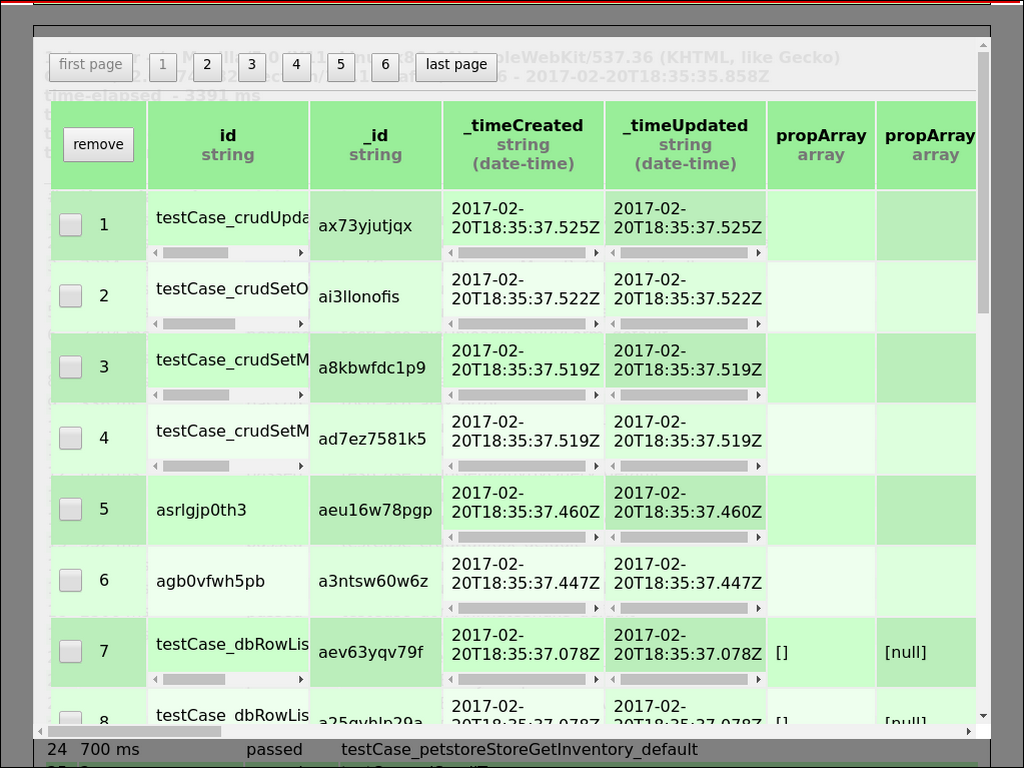 first page 1 2 3 4 5 6 last page
time-elapsed - 3391 ms
remove id _id _timeCreated _timeUpdated propArray propArray
string string string string array array
(date-time) (date-time)
1 testCase_crudUpda ax73yjutjqx 2017-02- 2017-02-
20T18:35:37.525Z 20T18:35:37.525Z
2 testCase_crudSetO ai3llonofis 2017-02- 2017-02-
20T18:35:37.522Z 20T18:35:37.522Z
3 testCase_crudSetM a8kbwfdc1p9 2017-02- 2017-02-
20T18:35:37.519Z 20T18:35:37.519Z
4 testCase_crudSetM ad7ez7581k5 2017-02- 2017-02-
20T18:35:37.519Z 20T18:35:37.519Z
5 asrlgjp0th3 aeu16w78pgp 2017-02- 2017-02-
20T18:35:37.460Z 20T18:35:37.460Z
6 agb0vfwh5pb a3ntsw60w6z 2017-02- 2017-02-
20T18:35:37.447Z 20T18:35:37.447Z
7 testCase_dbRowLis aev63yqv79f 2017-02- 2017-02- [] [null]
20T18:35:37.078Z 20T18:35:37.078Z
8 testCase_dbRowLis 2017-02- 2017-02- [] [null]
20T18:35:37.078Z 20T18:35:37.078Z
24 700 ms passed testCase_petstoreStoreGetInventory_default